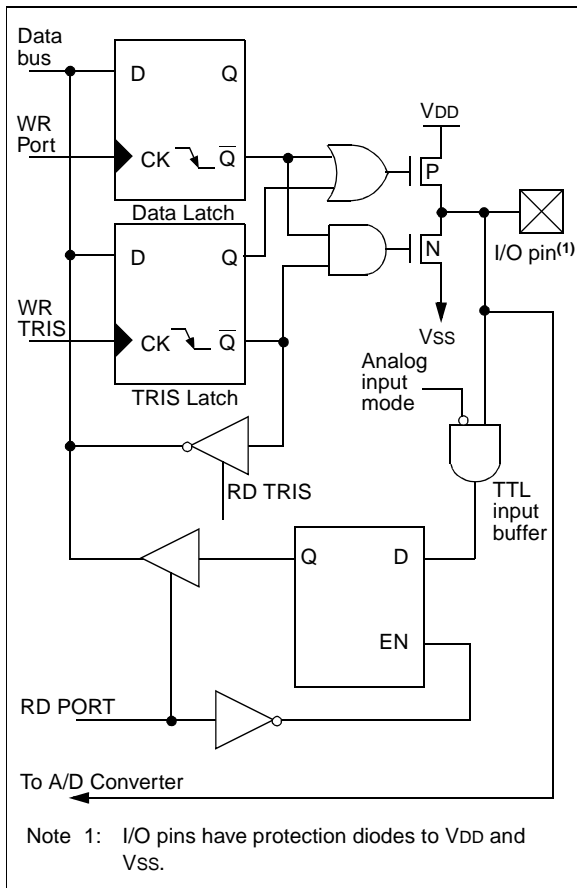 Data
bus
D Q
WR
Port
CK Q
Data Latch
VDD
P
I/O pin(1)
N
VSS
D Q
WR
TRIS
CK Q
TRIS Latch
Analog
input
mode
RD TRIS
TTL
input
buffer
Q D
EN
RD PORT
To A/D Converter
Note 1: I/O pins have protection diodes to VDD and
VSS.